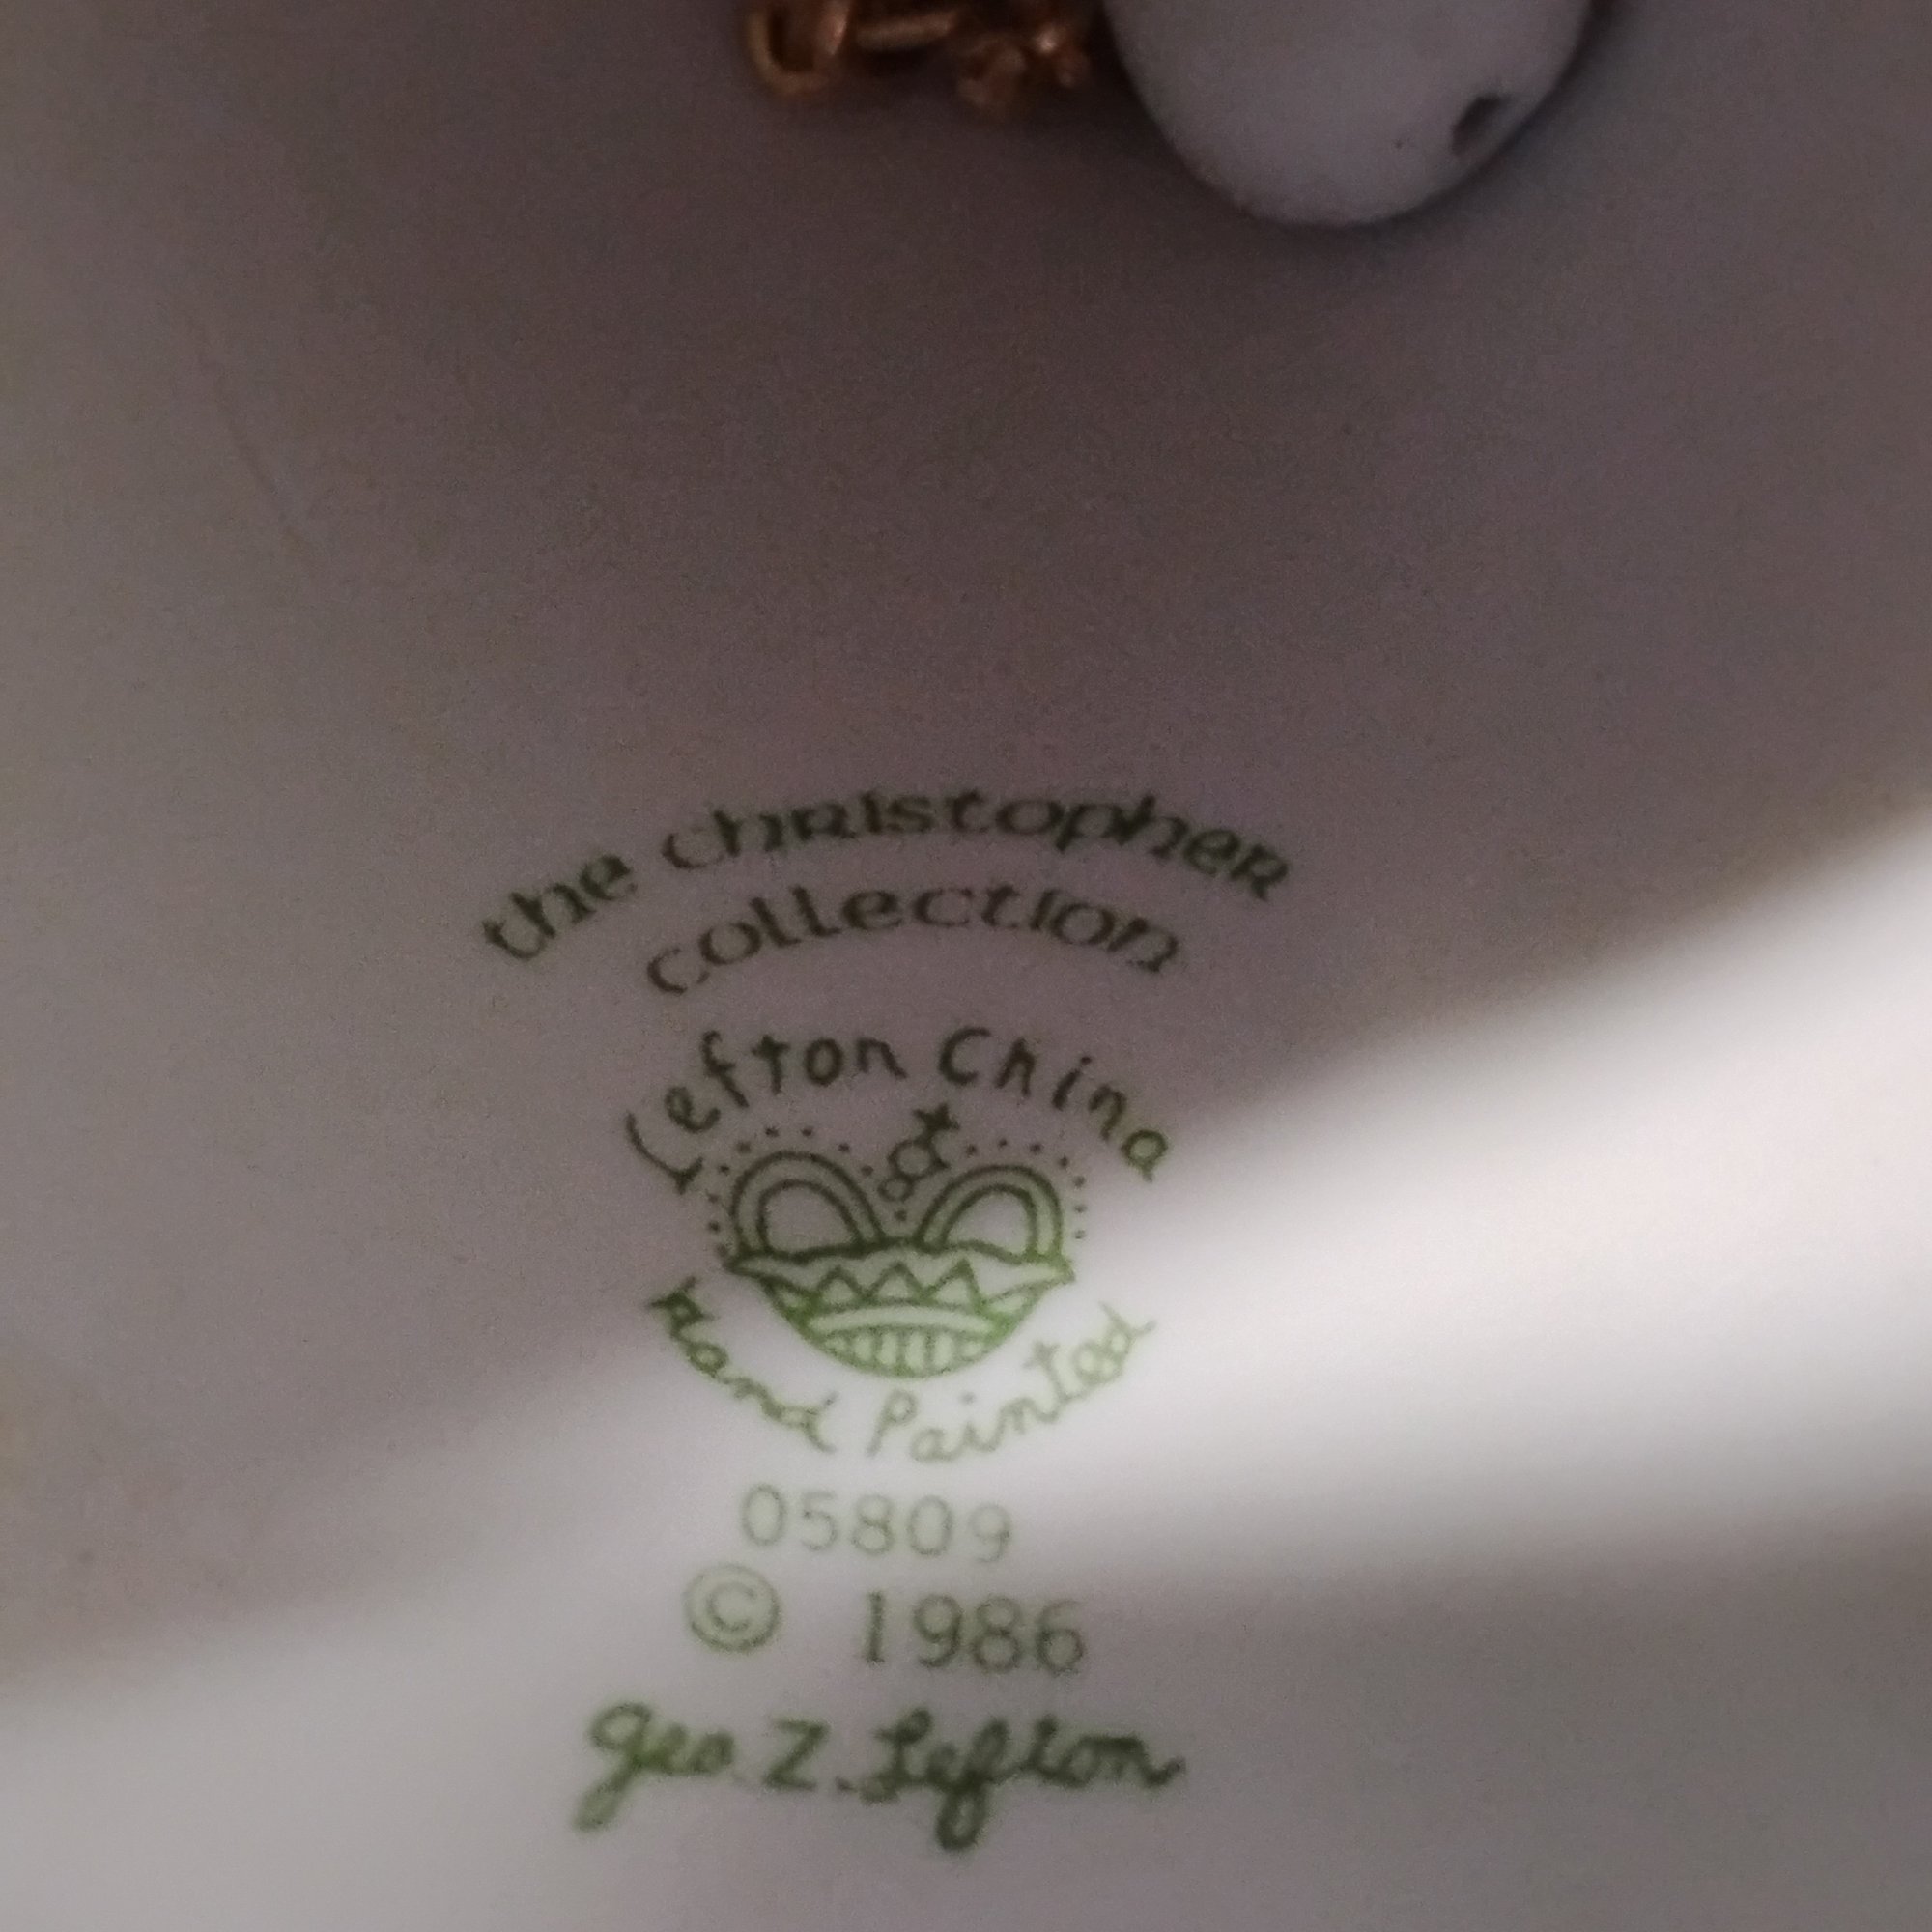 the christopher
collection
Lefton China
Hand Painted
05809
© 1986
Geo. Z. Lefton